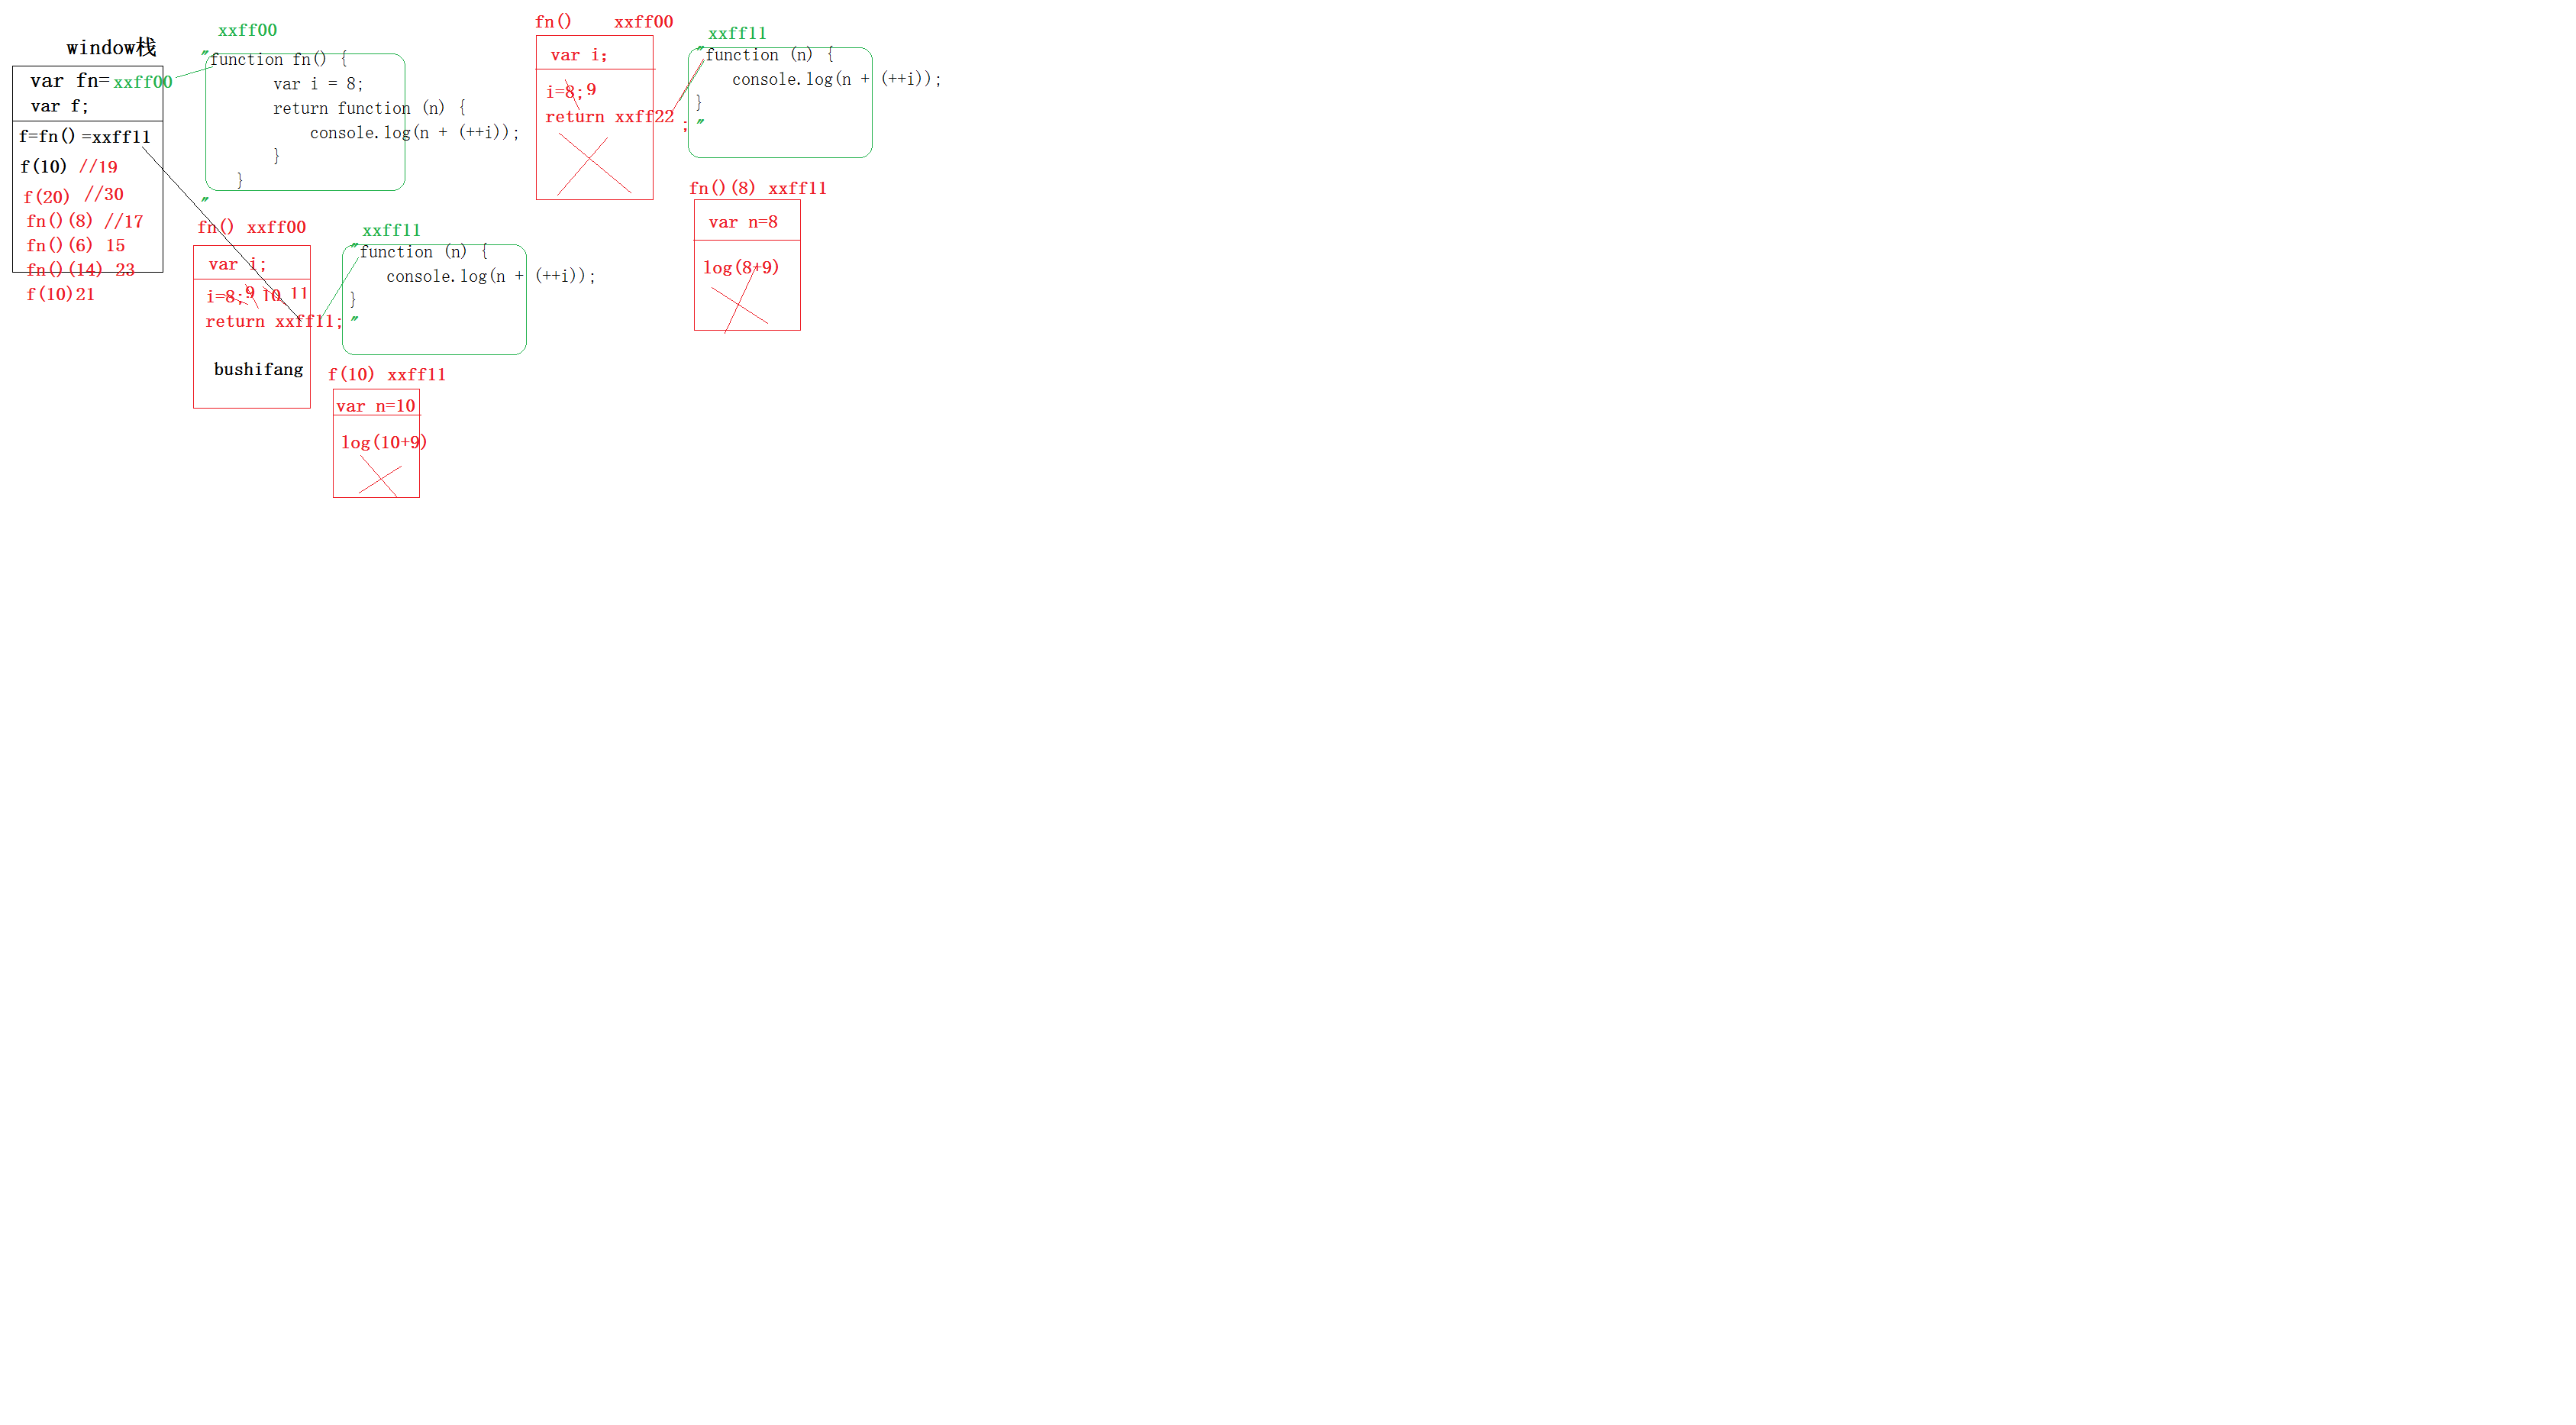 window栈
var fn= xxff00
var f;
f=fn() =xxff11
f(10) //19
f(20) //30
fn()(8) //17
fn()(6) 15
fn()(14) 23
f(10)21
xxff00
"function fn() {
var i = 8;
return function (n) {
console.log(n + (++i));
}
}
"
fn() xxff00
var i;
i=8; 9 10 11
return xxff11;
bushifang
xxff11
"function (n) {
console.log(n + (++i));
}
"
f(10) xxff11
var n=10
log(10+9)
fn() xxff00
var i;
i=8; 9
return xxff22 ;
xxff11
"function (n) {
console.log(n + (++i));
}
"
fn()(8) xxff11
var n=8
log(8+9)